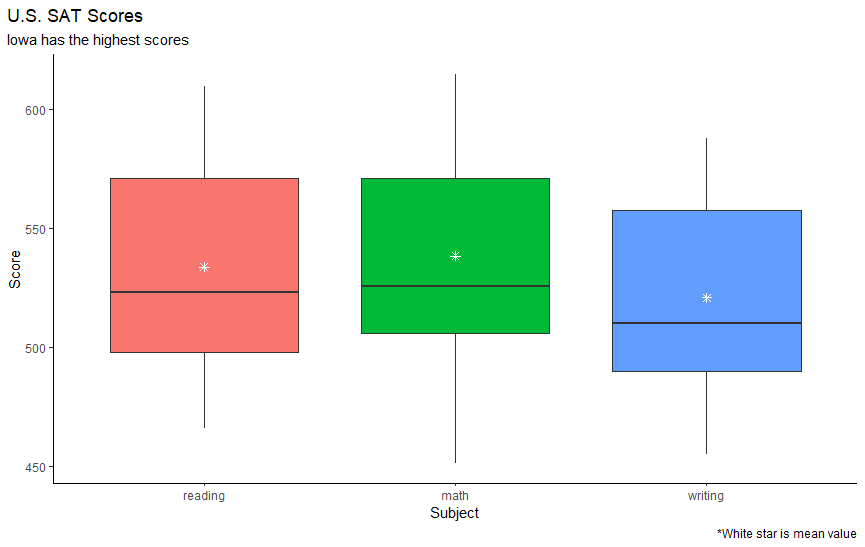 U.S. SAT Scores
Iowa has the highest scores
600
550
500
450
Score
reading math writing
Subject
*White star is mean value